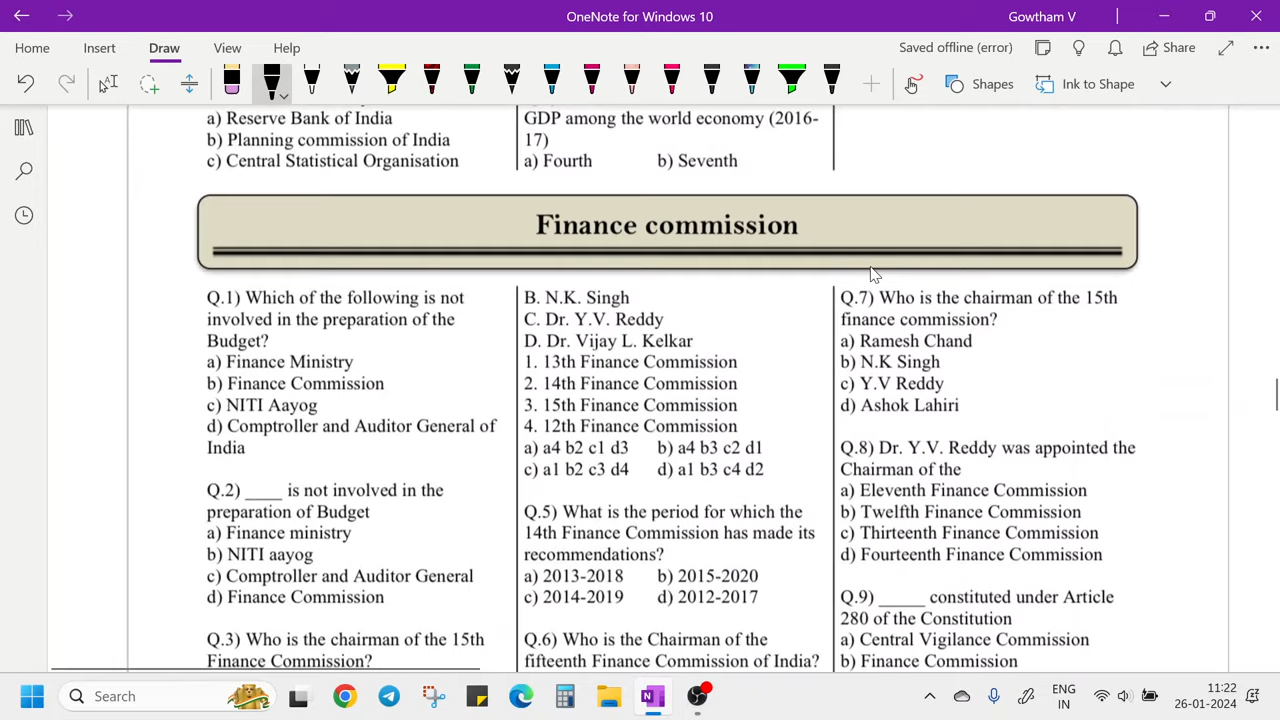 OneNote for Windows 10
Gowtham V
Home
Insert
Draw
View
Help
Saved offline (error)
Share
Shapes
Ink to Shape
a) Reserve Bank of India
b) Planning commission of India
c) Central Statistical Organisation
GDP among the world economy (2016-
17)
a) Fourth b) Seventh
Finance commission
Q.1) Which of the following is not
involved in the preparation of the
Budget?
a) Finance Ministry
b) Finance Commission
c) NITI Aayog
d) Comptroller and Auditor General of
India
Q.2) ____ is not involved in the
preparation of Budget
a) Finance ministry
b) NITI aayog
c) Comptroller and Auditor General
d) Finance Commission
Q.3) Who is the chairman of the 15th
Finance Commission?
B. N.K. Singh
C. Dr. Y.V. Reddy
D. Dr. Vijay L. Kelkar
1. 13th Finance Commission
2. 14th Finance Commission
3. 15th Finance Commission
4. 12th Finance Commission
a) a4 b2 c1 d3 b) a4 b3 c2 d1
c) a1 b2 c3 d4 d) a1 b3 c4 d2
Q.5) What is the period for which the
14th Finance Commission has made its
recommendations?
a) 2013-2018 b) 2015-2020
c) 2014-2019 d) 2012-2017
Q.6) Who is the Chairman of the
fifteenth Finance Commission of India?
Q.7) Who is the chairman of the 15th
finance commission?
a) Ramesh Chand
b) N.K Singh
c) Y.V Reddy
d) Ashok Lahiri
Q.8) Dr. Y.V. Reddy was appointed the
Chairman of the
a) Eleventh Finance Commission
b) Twelfth Finance Commission
c) Thirteenth Finance Commission
d) Fourteenth Finance Commission
Q.9) _____ constituted under Article
280 of the Constitution
a) Central Vigilance Commission
b) Finance Commission
Search
ENG
IN
11:22
26-01-2024